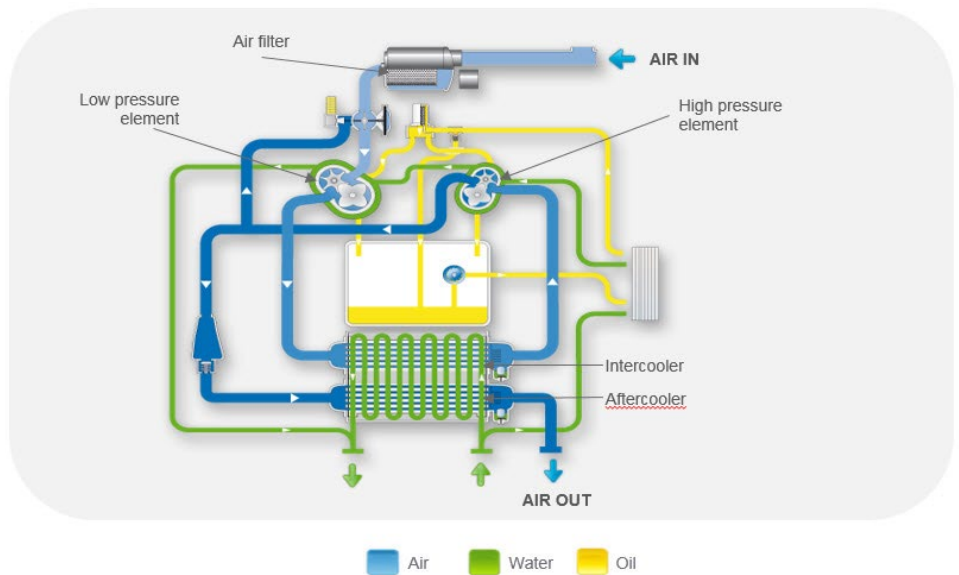 Air filter
AIR IN
Low pressure
element
High pressure
element
Intercooler
Aftercooler
AIR OUT
Air
Water
Oil